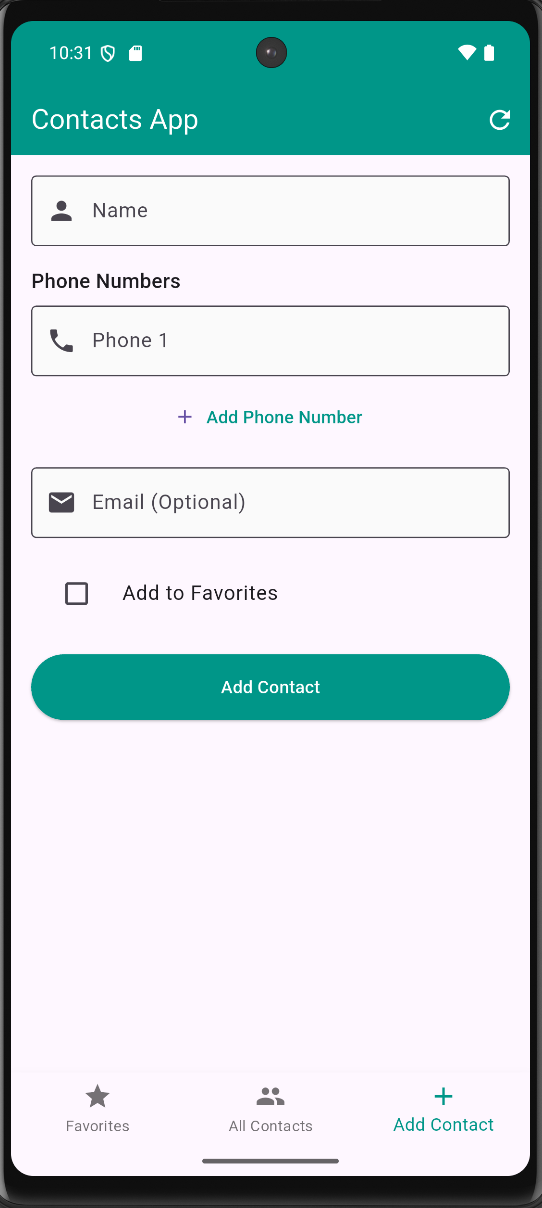 10:31
Contacts App
Name
Phone Numbers
Phone 1
Add Phone Number
Email (Optional)
Add to Favorites
Add Contact
Favorites
All Contacts
Add Contact